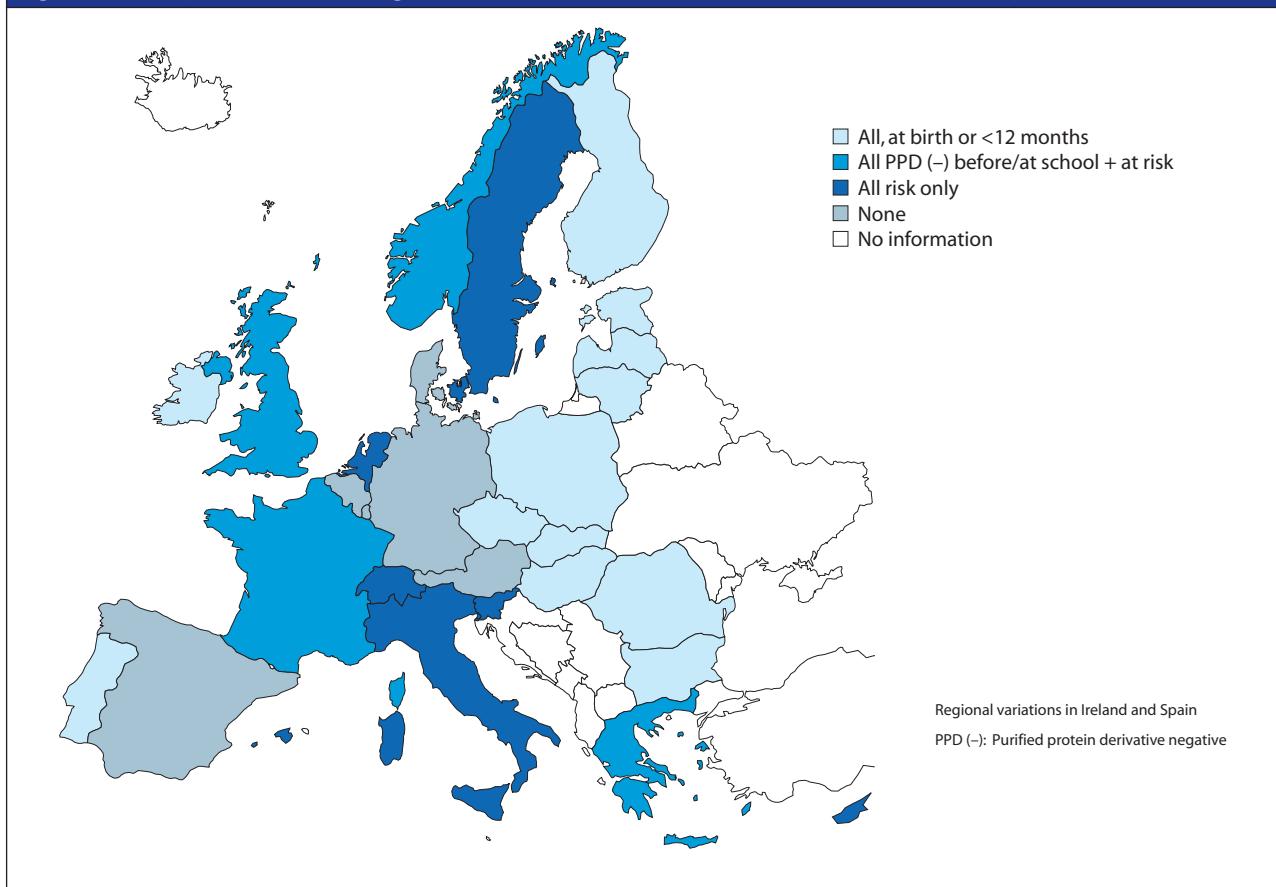 All, at birth or <12 months
All PPD (–) before/at school + at risk
All risk only
None
No information
Regional variations in Ireland and Spain
PPD (–): Purified protein derivative negative